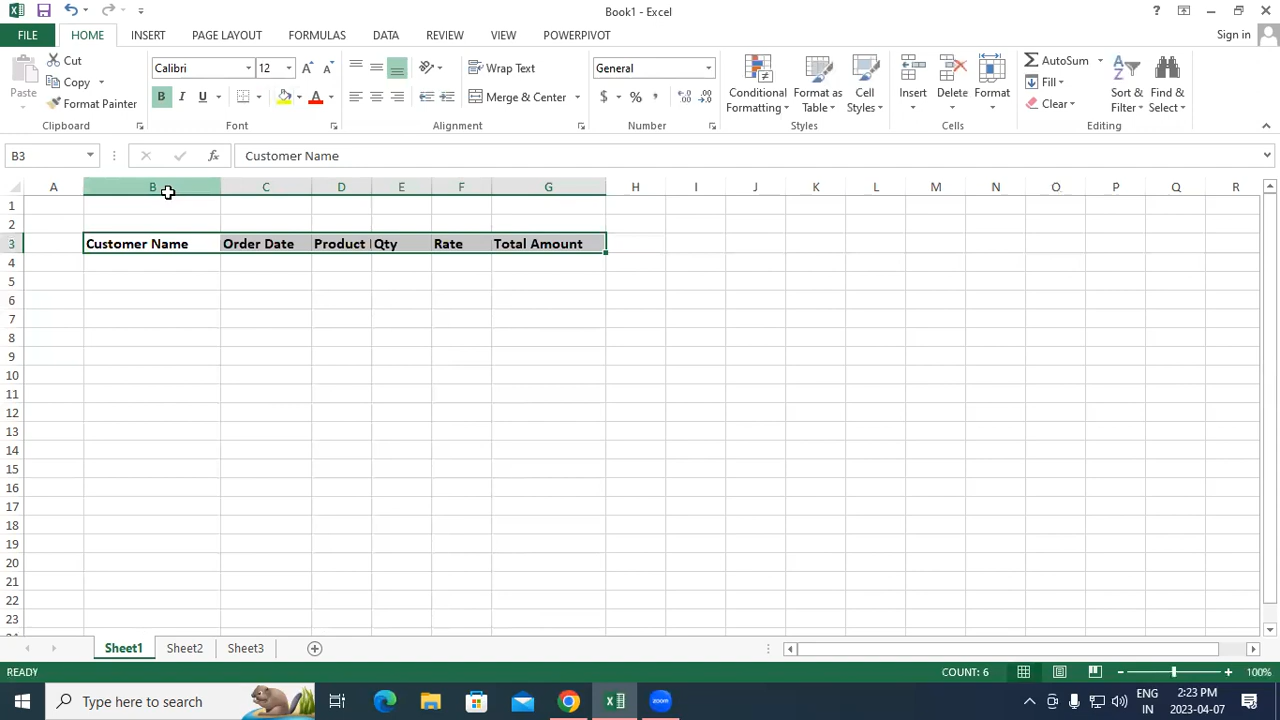 Book1 - Excel
FILE HOME INSERT PAGE LAYOUT FORMULAS DATA REVIEW VIEW POWERPIVOT Sign in
Paste Cut Copy Format Painter Clipboard
Calibri 12 B I U A Font
Wrap Text Merge & Center Alignment
General $ % , Number
Conditional Formatting Format as Table Cell Styles Styles
Insert Delete Format Cells
AutoSum Fill Clear Sort & Filter Find & Select Editing
B3 fx Customer Name
A B C D E F G H I J K L M N O P Q R
1
2
3 Customer Name Order Date Product Qty Rate Total Amount
4
5
6
7
8
9
10
11
12
13
14
15
16
17
18
19
20
21
22
23
Sheet1 Sheet2 Sheet3
READY COUNT: 6 100%
Type here to search zoom ENG 2:23 PM
IN 2023-04-07